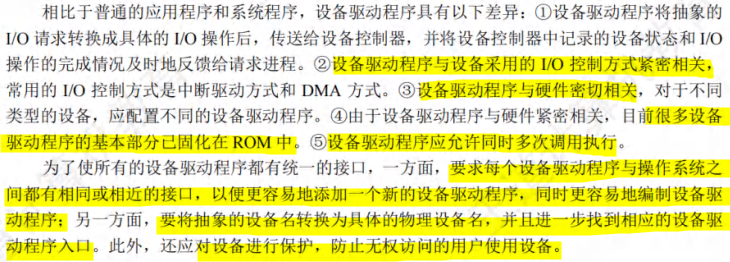 相比于普通的应用程序和系统程序，设备驱动程序具有以下差异：①设备驱动程序将抽象的
I/O 请求转换成具体的 I/O 操作后，传送给设备控制器，并将设备控制器中记录的设备状态和 I/O
操作的完成情况及时地反馈给请求进程。②设备驱动程序与设备采用的 I/O 控制方式紧密相关，
常用的 I/O 控制方式是中断驱动方式和 DMA 方式。③设备驱动程序与硬件密切相关，对于不同
类型的设备，应配置不同的设备驱动程序。④由于设备驱动程序与硬件紧密相关，目前很多设备
驱动程序的基本部分已固化在 ROM 中。⑤设备驱动程序应允许同时多次调用执行。
为了使所有的设备驱动程序都有统一的接口，一方面，要求每个设备驱动程序与操作系统之
间都有相同或相近的接口，以便更容易地添加一个新的设备驱动程序，同时更容易地编制设备驱
动程序；另一方面，要将抽象的设备名转换为具体的物理设备名，并且进一步找到相应的设备驱
动程序入口。此外，还应对设备进行保护，防止无权访问的用户使用设备。